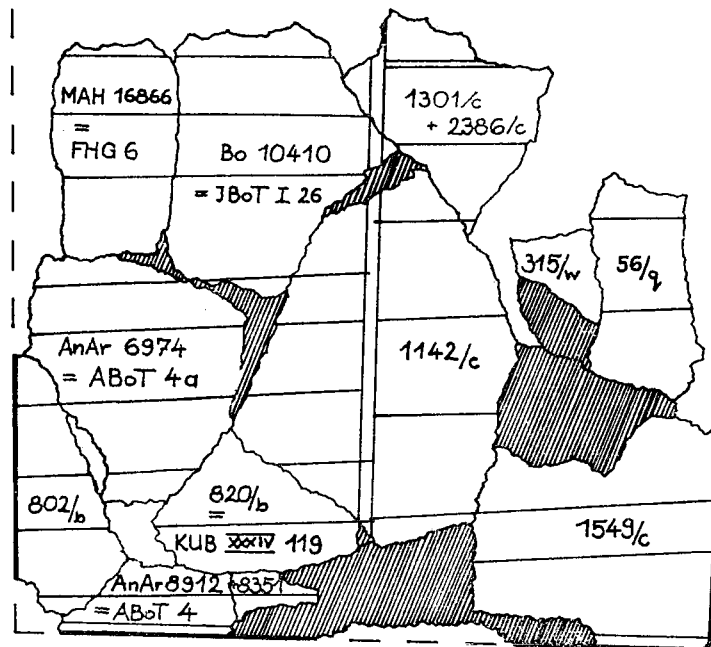 MAH 16866
=
FHG 6
Bo 10410
= JBoT I 26
1301/c
+ 2386/c
315/w
56/q
AnAr 6974
= ABoT 4a
1142/c
802/b
820/b
=
KUB XXXIV 119
1549/c
AnAr 8912 +8351
= ABoT 4